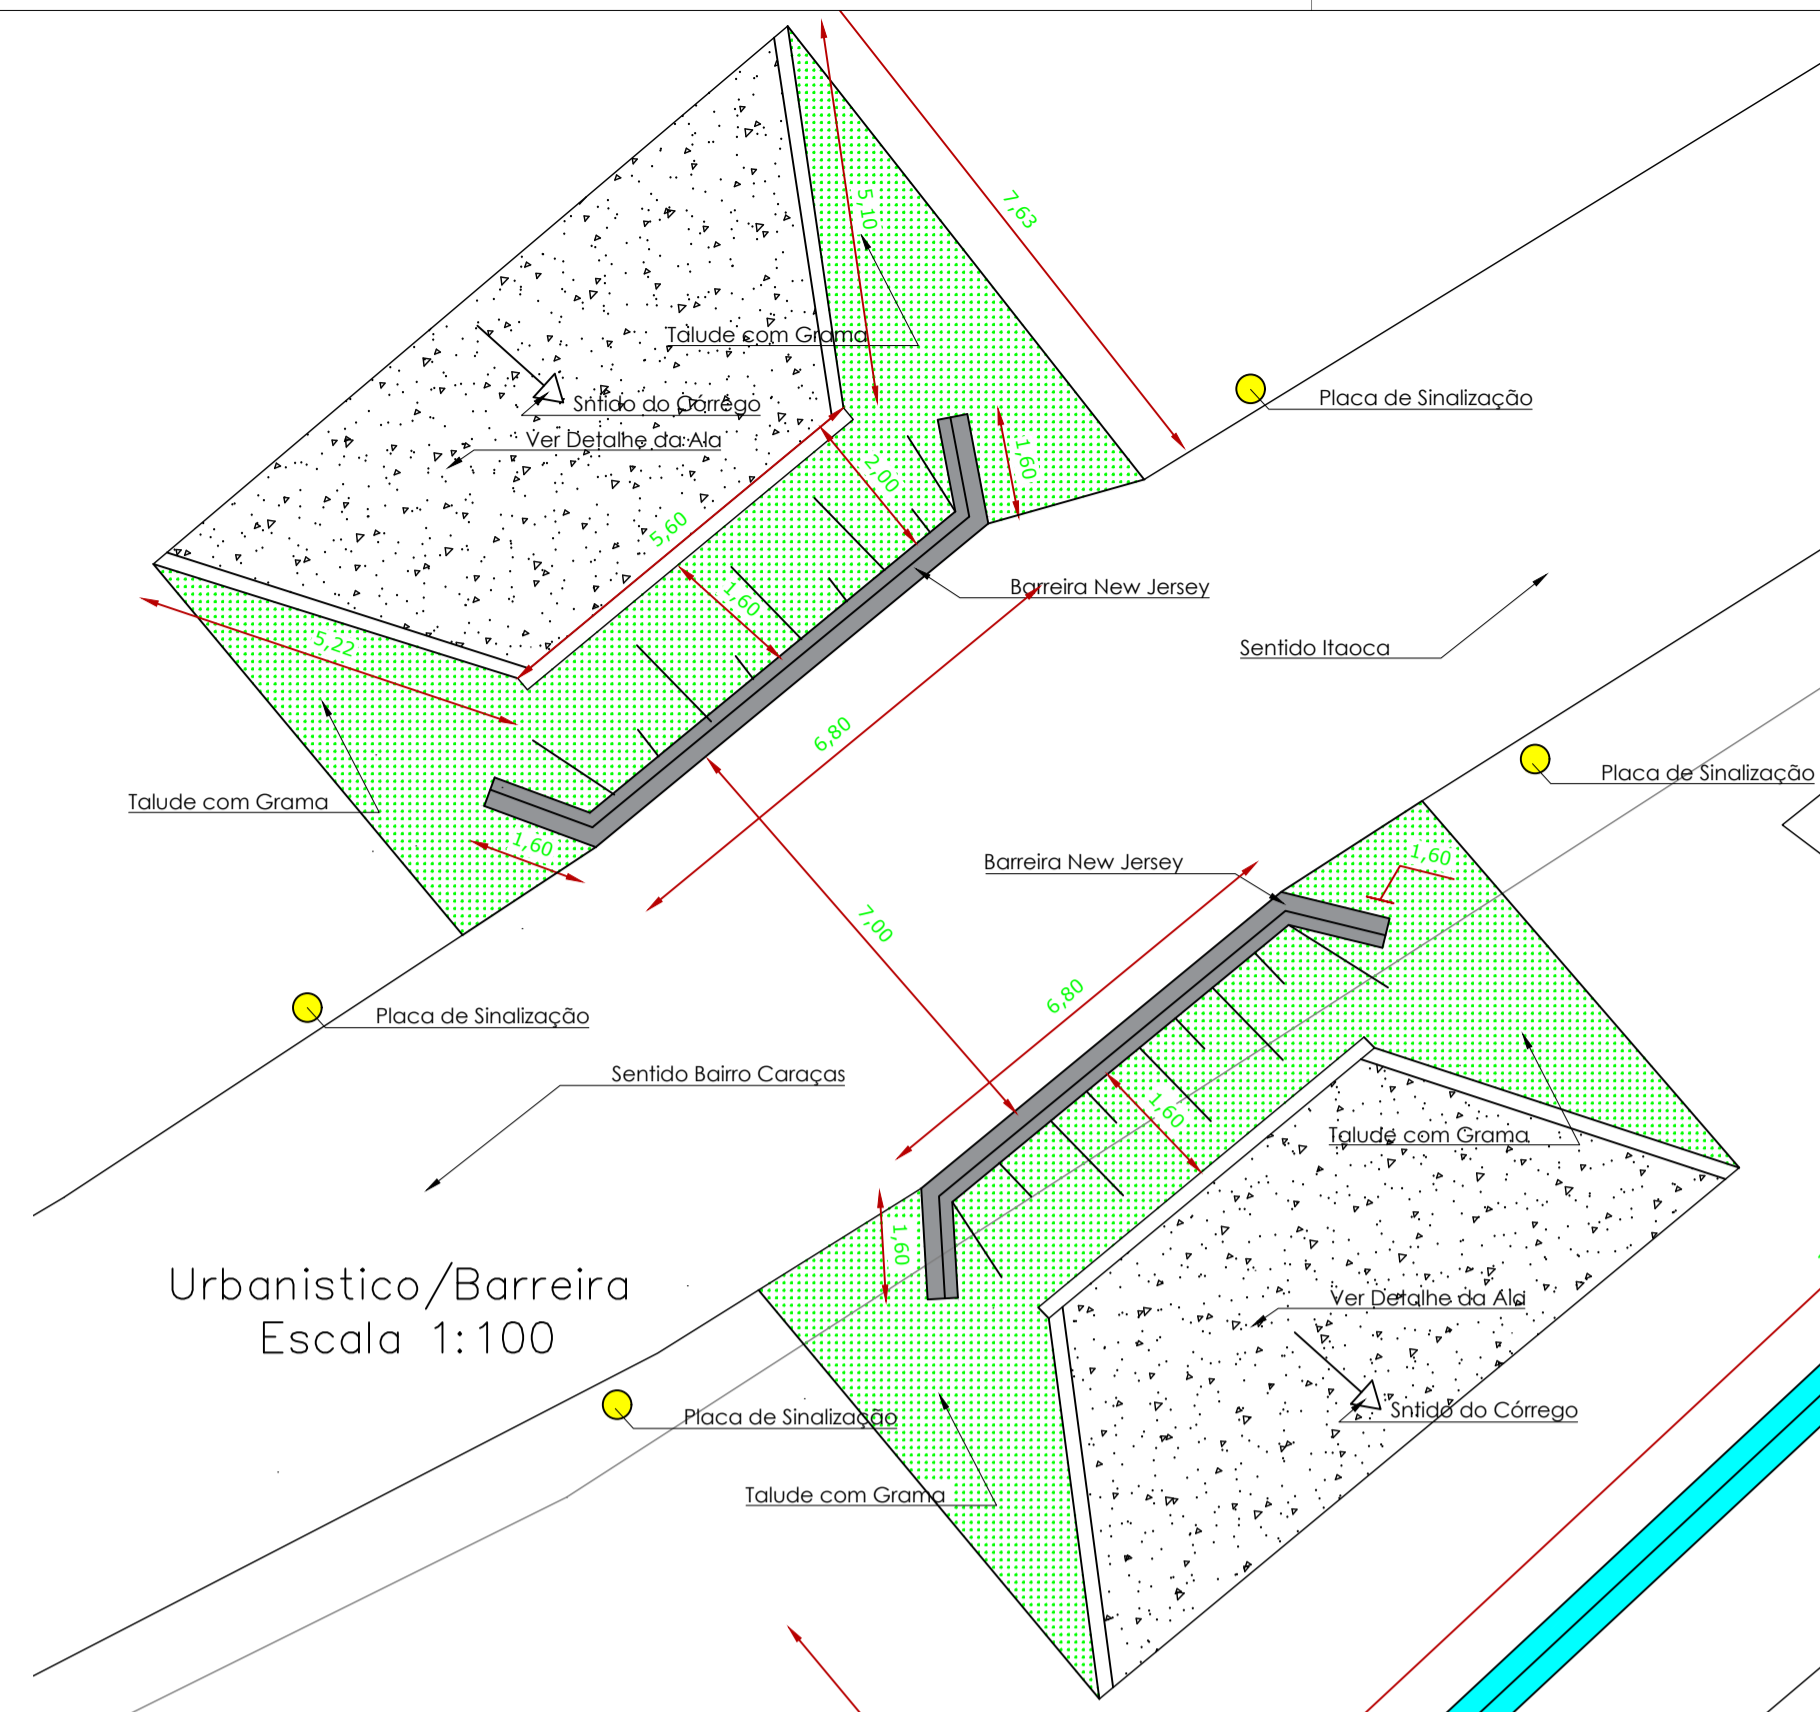 7,63
5,10
Talude com Grama
Sntido do Córrego
Placa de Sinalização
Ver Detalhe da Ala
2,00
1,60
5,60
1,60
Barreira New Jersey
5,22
Sentido Itaoca
6,80
Placa de Sinalização
Talude com Grama
1,60
Barreira New Jersey
1,60
7,00
6,80
Placa de Sinalização
Sentido Bairro Caraças
1,60
Talude com Grama
1,60
Urbanistico/Barreira
Escala 1:100
Ver Detalhe da Ala
Placa de Sinalização
Sntido do Córrego
Talude com Grama